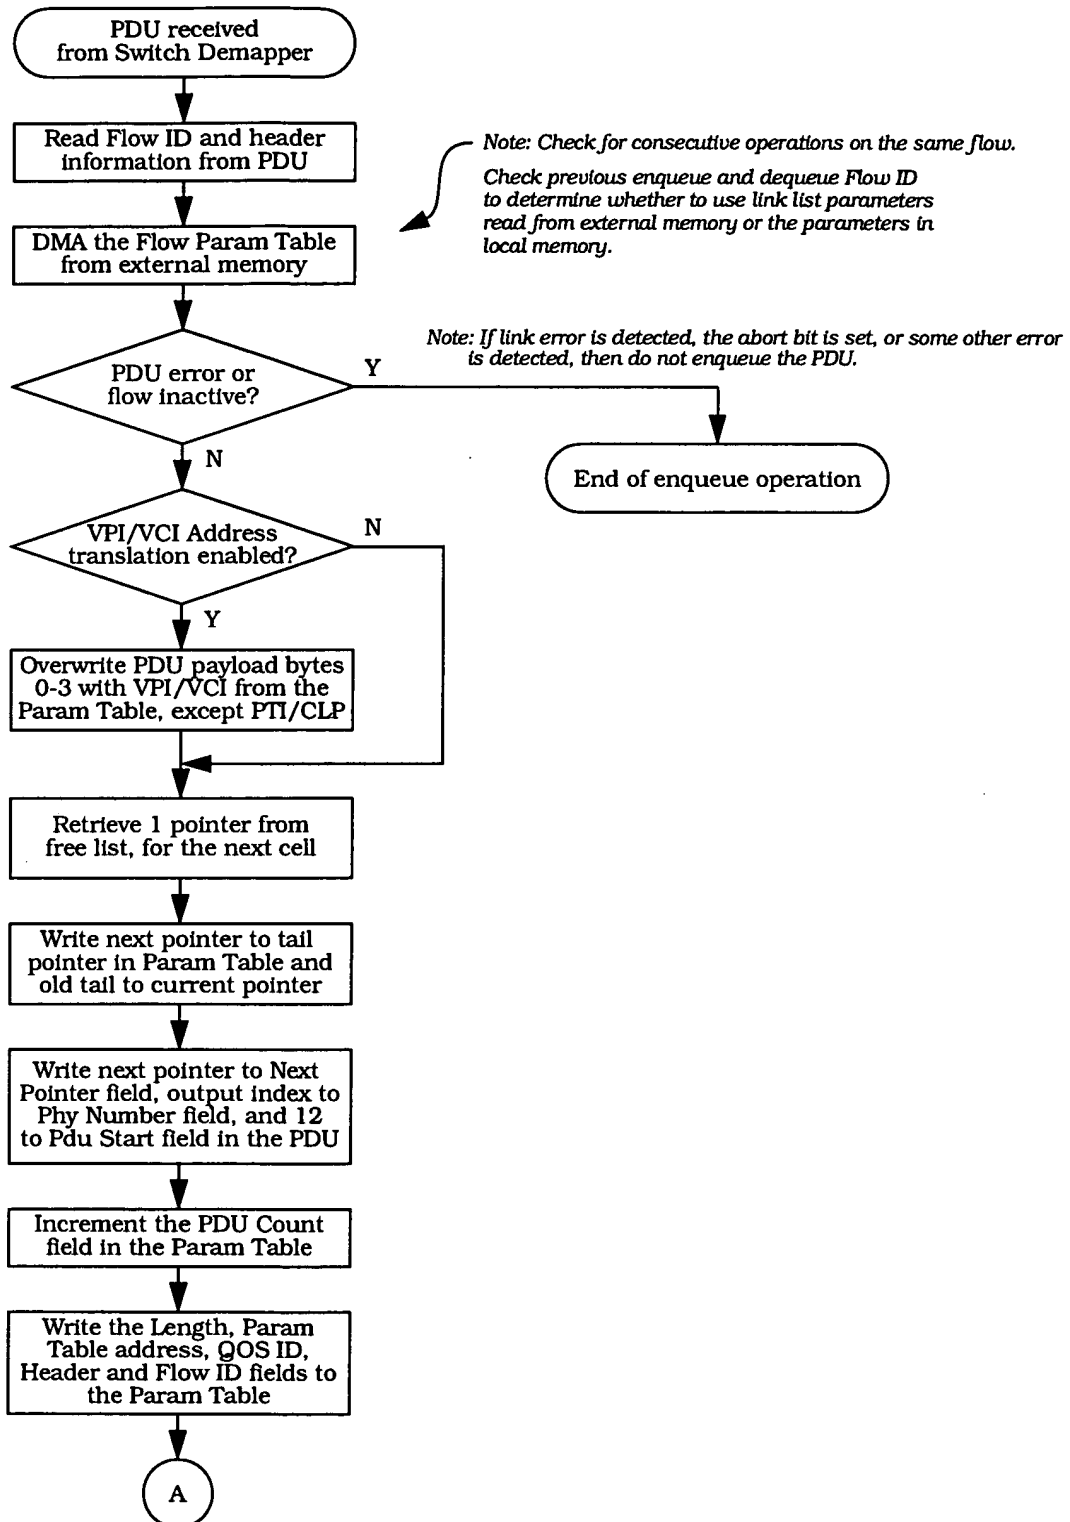 PDU received
from Switch Demapper
Read Flow ID and header
information from PDU
Note: Check for consecutive operations on the same flow.
Check previous enqueue and dequeue Flow ID
to determine whether to use link list parameters
read from external memory or the parameters in
local memory.
DMA the Flow Param Table
from external memory
Note: If link error is detected, the abort bit is set, or some other error
is detected, then do not enqueue the PDU.
PDU error or
flow inactive?
Y
N
End of enqueue operation
VPI/VCI Address
translation enabled?
N
Y
Overwrite PDU payload bytes
0-3 with VPI/VCI from the
Param Table, except PTI/CLP
Retrieve 1 pointer from
free list, for the next cell
Write next pointer to tail
pointer in Param Table and
old tail to current pointer
Write next pointer to Next
Pointer field, output index to
Phy Number field, and 12
to Pdu Start field in the PDU
Increment the PDU Count
field in the Param Table
Write the Length, Param
Table address, QOS ID,
Header and Flow ID fields to
the Param Table
A